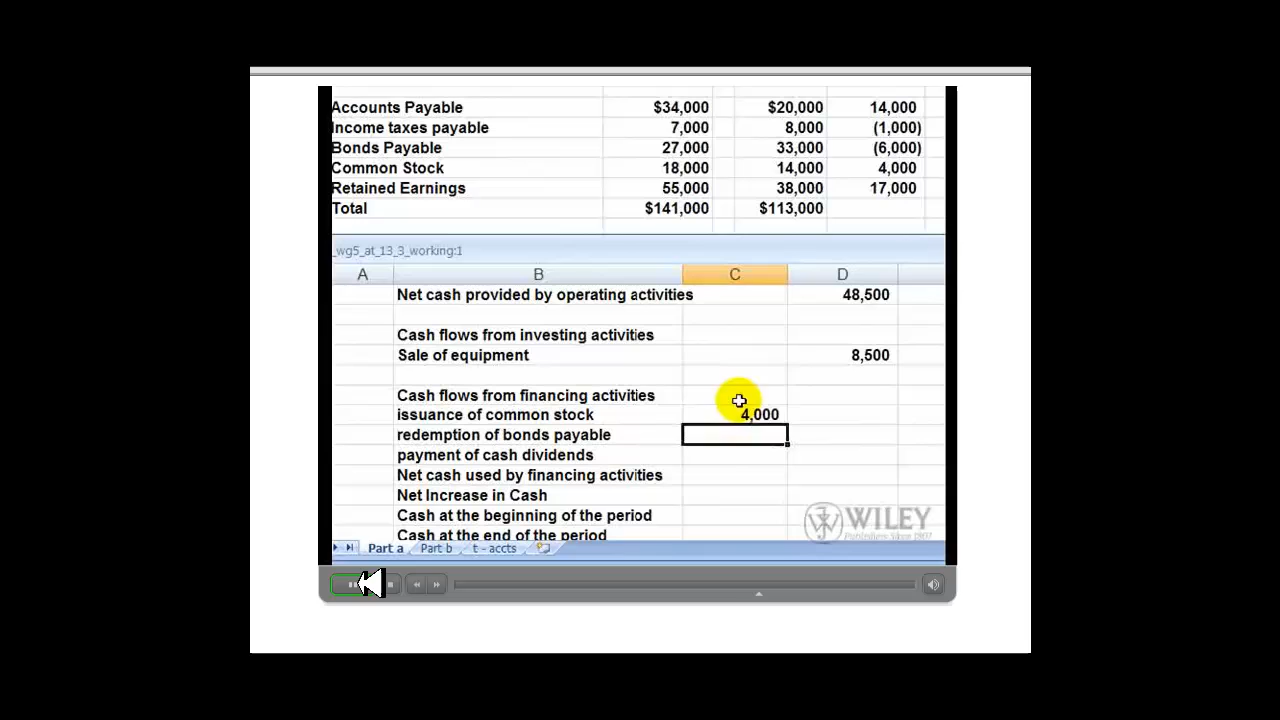 Accounts Payable $34,000 $20,000 14,000
Income taxes payable 7,000 8,000 (1,000)
Bonds Payable 27,000 33,000 (6,000)
Common Stock 18,000 14,000 4,000
Retained Earnings 55,000 38,000 17,000
Total $141,000 $113,000
_wg5_at_13_3_working:1
A B C D
Net cash provided by operating activities 48,500
Cash flows from investing activities
Sale of equipment 8,500
Cash flows from financing activities
issuance of common stock 4,000
redemption of bonds payable
payment of cash dividends
Net cash used by financing activities
Net Increase in Cash
Cash at the beginning of the period
Cash at the end of the period
WILEY
Publishers Since 1807
Part a Part b t - accts